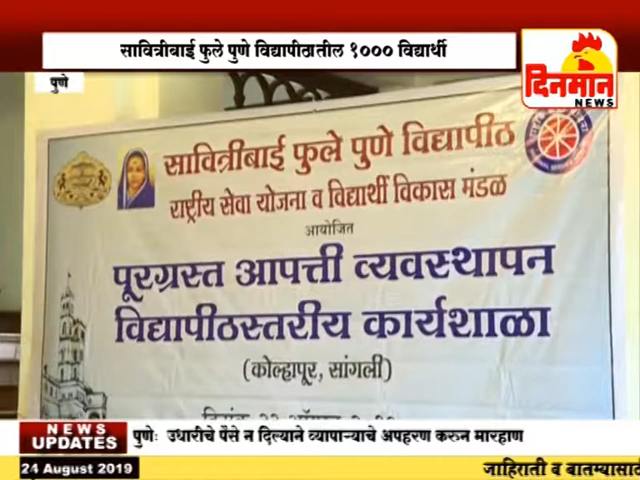 सावित्रीबाई फुले पुणे विद्यापीठातील १००० विद्यार्थी
पुणे
दिनमान
NEWS
सावित्रीबाई फुले पुणे विद्यापीठ
राष्ट्रीय सेवा योजना व विद्यार्थी विकास मंडळ
आयोजित
पूरग्रस्त आपत्ती व्यवस्थापन
विद्यापीठस्तरीय कार्यशाळा
(कोल्हापूर, सांगली)
NEWS
UPDATES
पुणेः उधारीचे पैंसे न दिल्याने व्यापाऱ्याचे अपहरण करुन मारहाण
24 August 2019
जाहिराती व बातम्यासाठी